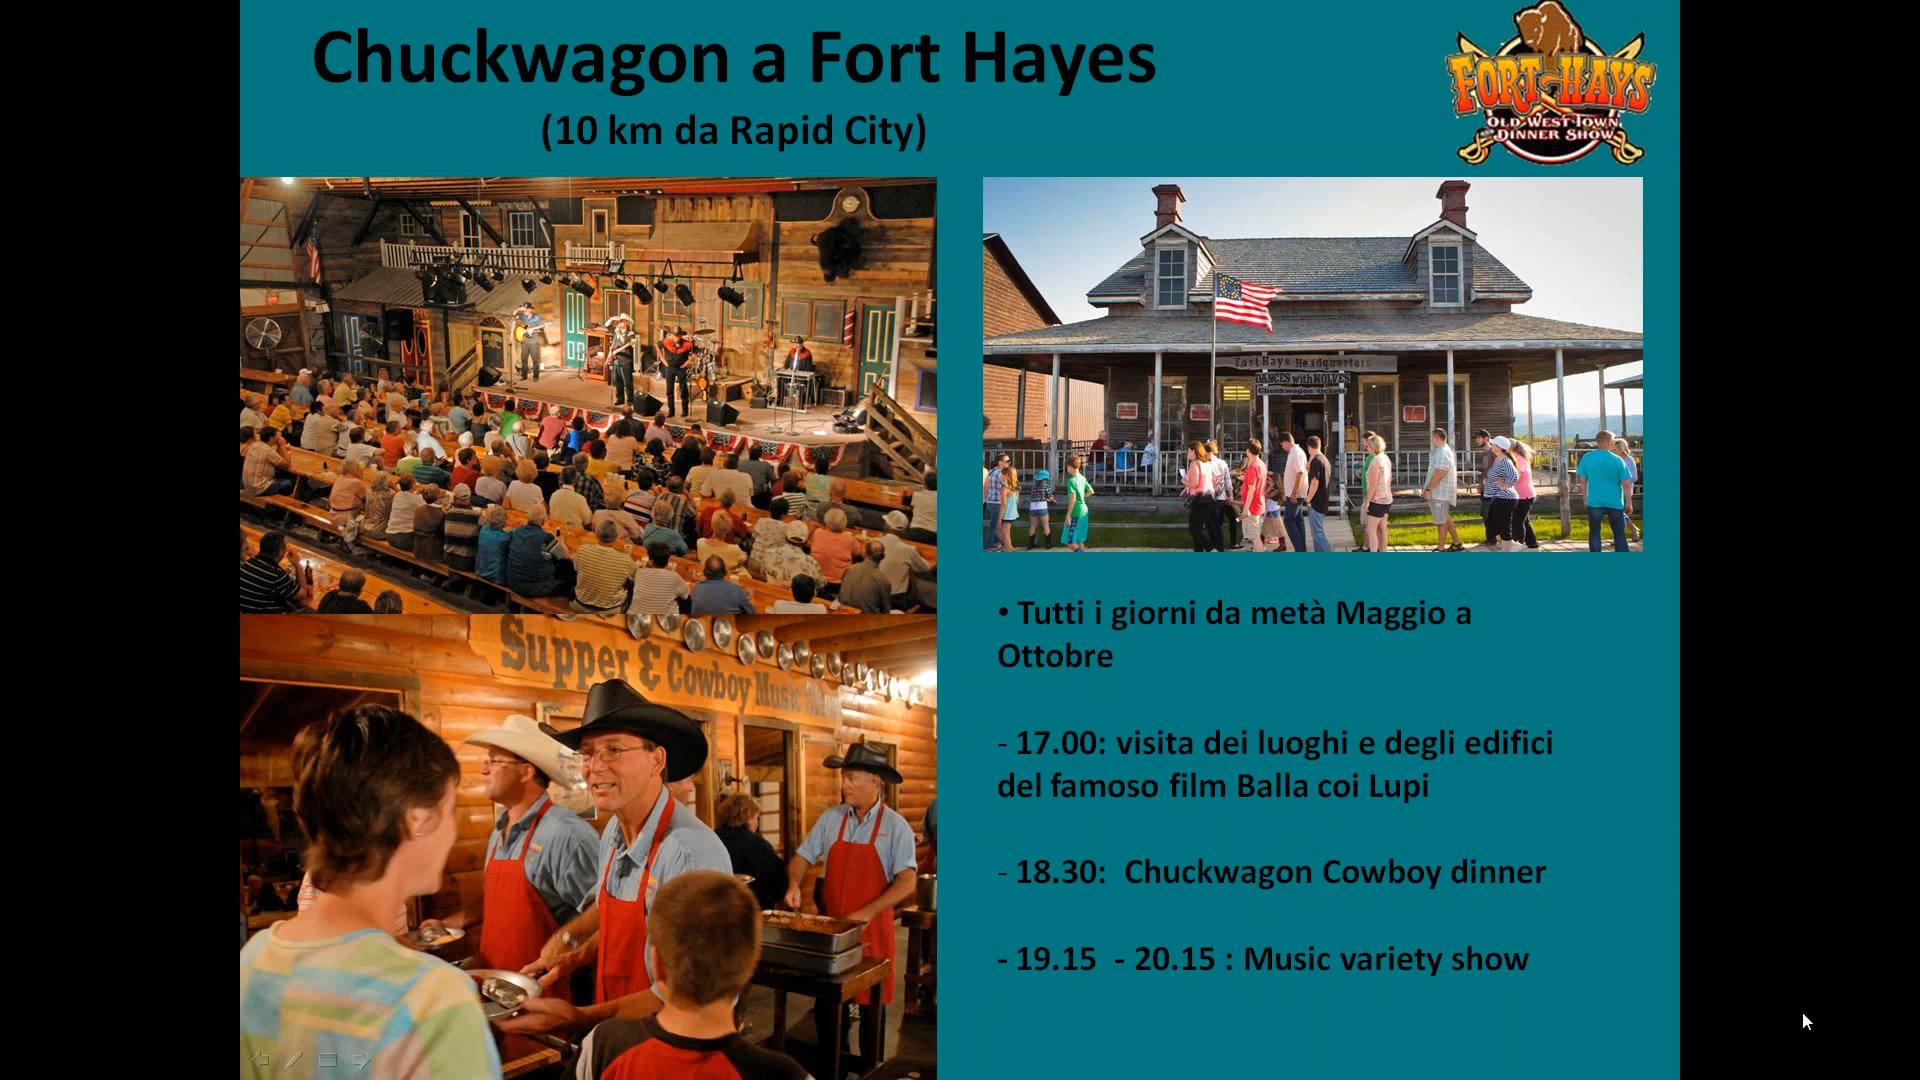 Chuckwagon a Fort Hayes
(10 km da Rapid City)
FORT HAYS
OLD WEST TOWN
DINNER SHOW
Fort Hays Headquarters
DANCES with WOLVES
Chuckwagon tickets
Supper & Cowboy Music Show
• Tutti i giorni da metà Maggio a
Ottobre
- 17.00: visita dei luoghi e degli edifici
del famoso film Balla coi Lupi
- 18.30:  Chuckwagon Cowboy dinner
- 19.15  - 20.15 : Music variety show